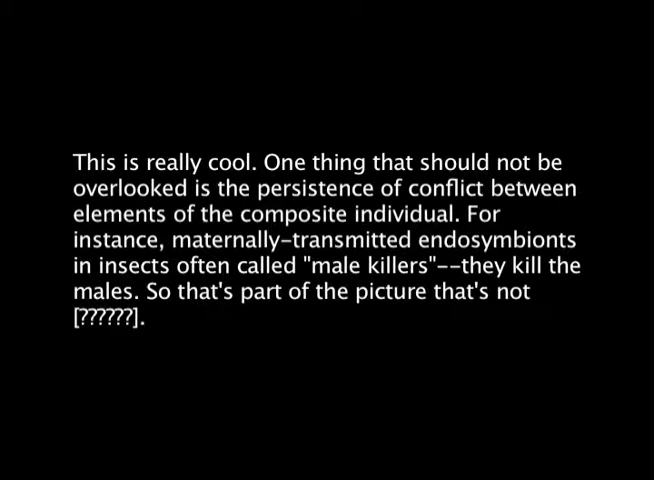 This is really cool. One thing that should not be
overlooked is the persistence of conflict between
elements of the composite individual. For
instance, maternally-transmitted endosymbionts
in insects often called "male killers"--they kill the
males. So that's part of the picture that's not
[??????].